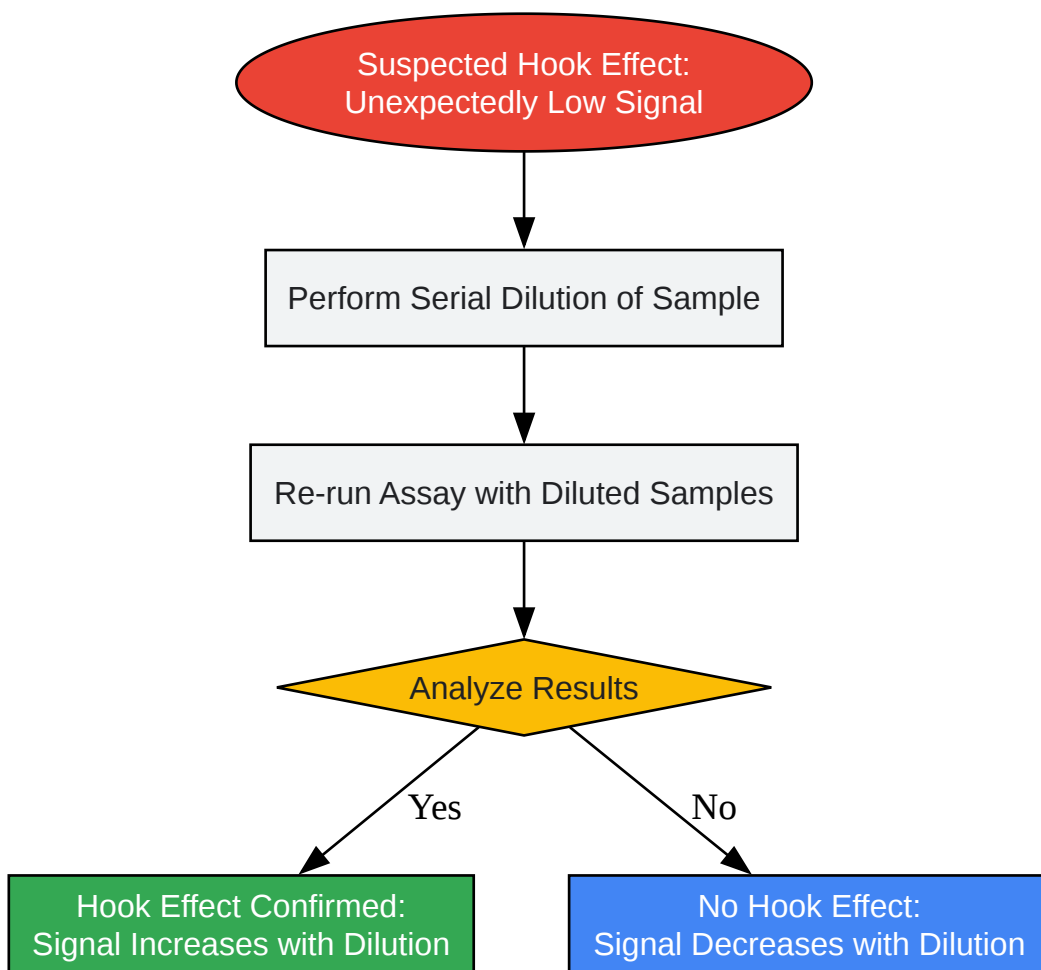 Suspected Hook Effect:
Unexpectedly Low Signal
Perform Serial Dilution of Sample
Re-run Assay with Diluted Samples
Analyze Results
Yes
No
Hook Effect Confirmed:
Signal Increases with Dilution
No Hook Effect:
Signal Decreases with Dilution